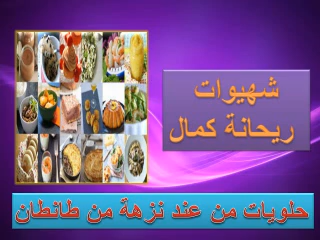 شهيوات
ريحانة كمال
حلويات من عند نزهة من طانطان